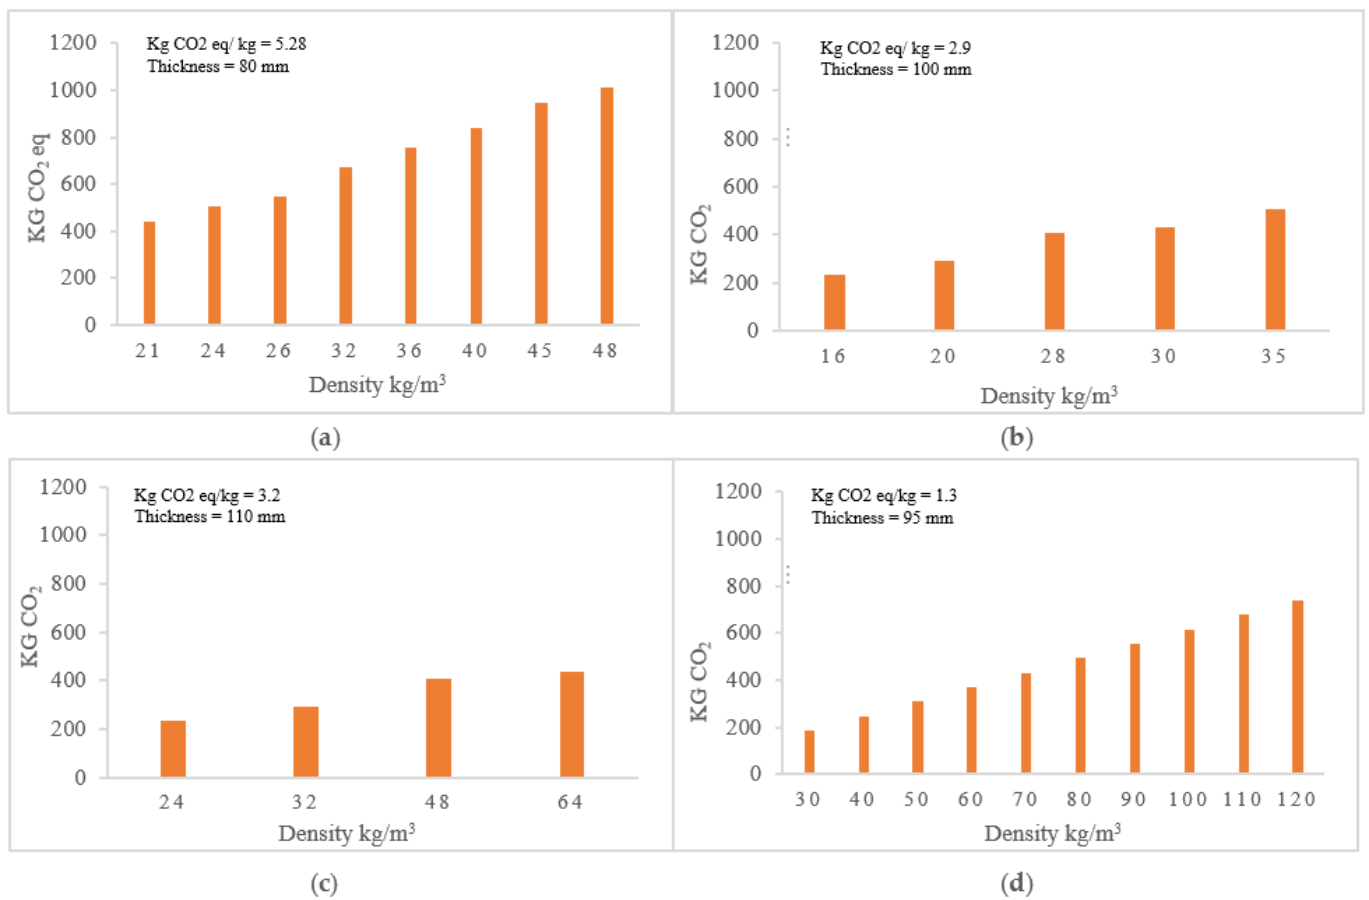 Kg CO2 eq/ kg = 5.28
Thickness = 80 mm
KG CO₂ eq
1200
1000
800
600
400
200
0
21 24 26 32 36 40 45 48
Density kg/m³
(a)
Kg CO2 eq/ kg = 2.9
Thickness = 100 mm
KG CO₂
1200
1000
800
600
400
200
0
16 20 28 30 35
Density kg/m³
(b)
Kg CO2 eq/kg = 3.2
Thickness = 110 mm
KG CO₂
1200
1000
800
600
400
200
0
24 32 48 64
Density kg/m³
(c)
Kg CO2 eq/kg = 1.3
Thickness = 95 mm
KG CO₂
1200
1000
800
600
400
200
0
30 40 50 60 70 80 90 100 110 120
Density kg/m³
(d)